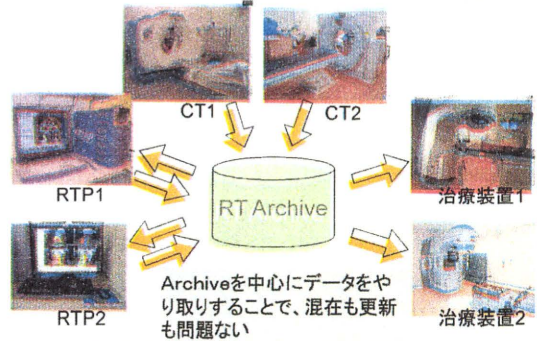 CT1
CT2
RTP1
RT Archive
治療装置1
RTP2
Archiveを中心にデータをや
り取りすることで、混在も更新
も問題ない
治療装置2